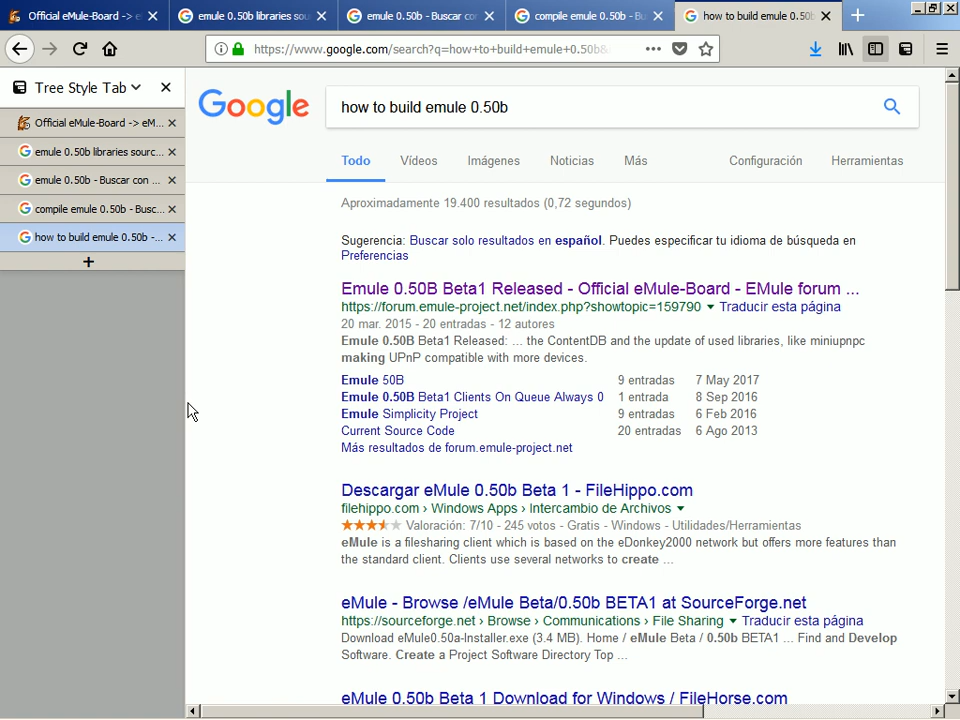 Official eMule-Board -> e
emule 0.50b libraries sou
emule 0.50b - Buscar con
compile emule 0.50b - Bu
how to build emule 0.50b
https://www.google.com/search?q=how+to+build+emule+0.50b&
Tree Style Tab
Official eMule-Board -> eM...
emule 0.50b libraries sourc...
emule 0.50b - Buscar con ...
compile emule 0.50b - Busc...
how to build emule 0.50b -...
+
Google
how to build emule 0.50b
Todo Vídeos Imágenes Noticias Más Configuración Herramientas
Aproximadamente 19.400 resultados (0,72 segundos)
Sugerencia: Buscar solo resultados en español. Puedes especificar tu idioma de búsqueda en
Preferencias
Emule 0.50B Beta1 Released - Official eMule-Board - EMule forum ...
https://forum.emule-project.net/index.php?showtopic=159790 Traducir esta página
20 mar. 2015 - 20 entradas - 12 autores
Emule 0.50B Beta1 Released: ... the ContentDB and the update of used libraries, like miniupnpc
making UPnP compatible with more devices.
Emule 50B 9 entradas 7 May 2017
Emule 0.50B Beta1 Clients On Queue Always 0 1 entrada 8 Sep 2016
Emule Simplicity Project 9 entradas 6 Feb 2016
Current Source Code 20 entradas 6 Ago 2013
Más resultados de forum.emule-project.net
Descargar eMule 0.50b Beta 1 - FileHippo.com
filehippo.com › Windows Apps › Intercambio de Archivos
Valoración: 7/10 - 245 votos - Gratis - Windows - Utilidades/Herramientas
eMule is a filesharing client which is based on the eDonkey2000 network but offers more features than
the standard client. Clients use several networks to create ...
eMule - Browse /eMule Beta/0.50b BETA1 at SourceForge.net
https://sourceforge.net › Browse › Communications › File Sharing Traducir esta página
Download eMule0.50a-Installer.exe (3.4 MB). Home / eMule Beta / 0.50b BETA1 ... Find and Develop
Software. Create a Project Software Directory Top ...
eMule 0.50b Beta 1 Download for Windows / FileHorse.com